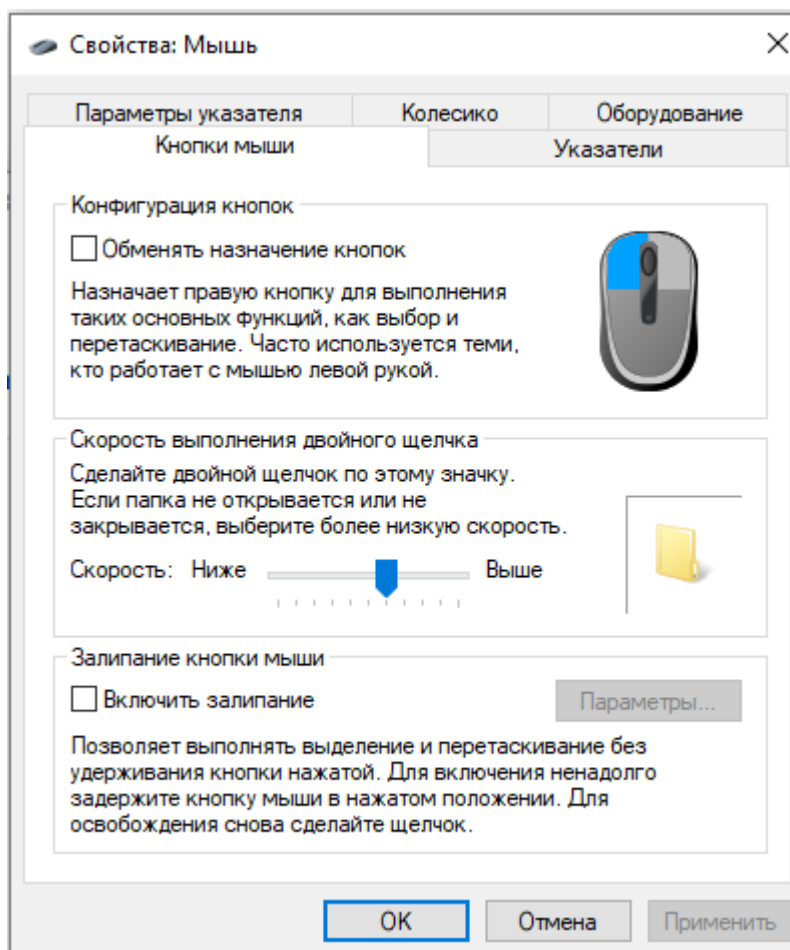 Свойства: Мышь
Параметры указателя Колесико Оборудование
Кнопки мыши Указатели
Конфигурация кнопок
Обменять назначение кнопок
Назначает правую кнопку для выполнения
таких основных функций, как выбор и
перетаскивание. Часто используется теми,
кто работает с мышью левой рукой.
Скорость выполнения двойного щелчка
Сделайте двойной щелчок по этому значку.
Если папка не открывается или не
закрывается, выберите более низкую скорость.
Скорость: Ниже Выше
Залипание кнопки мыши
Включить залипание Параметры...
Позволяет выполнять выделение и перетаскивание без
удерживания кнопки нажатой. Для включения ненадолго
задержите кнопку мыши в нажатом положении. Для
освобождения снова сделайте щелчок.
OK Отмена Применить